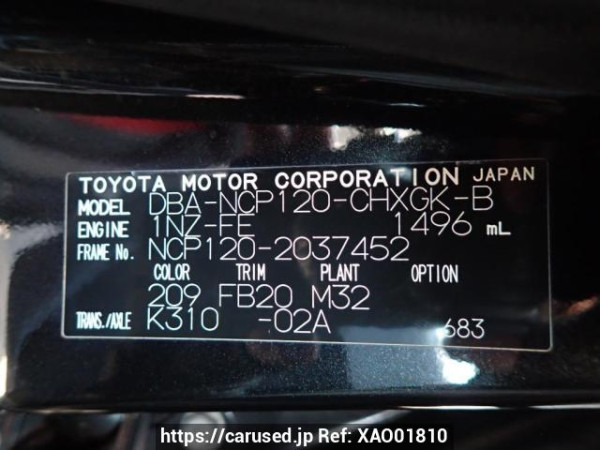 TOYOTA MOTOR CORPORATION JAPAN
MODEL DBA-NCP120-CHXGK-B
ENGINE 1NZ-FE 1496 mL
FRAME No. NCP120-2037452
COLOR TRIM PLANT OPTION
209 FB20 M32
TRANS./AXLE K310 -02A 683
https://carused.jp Ref: XAO01810